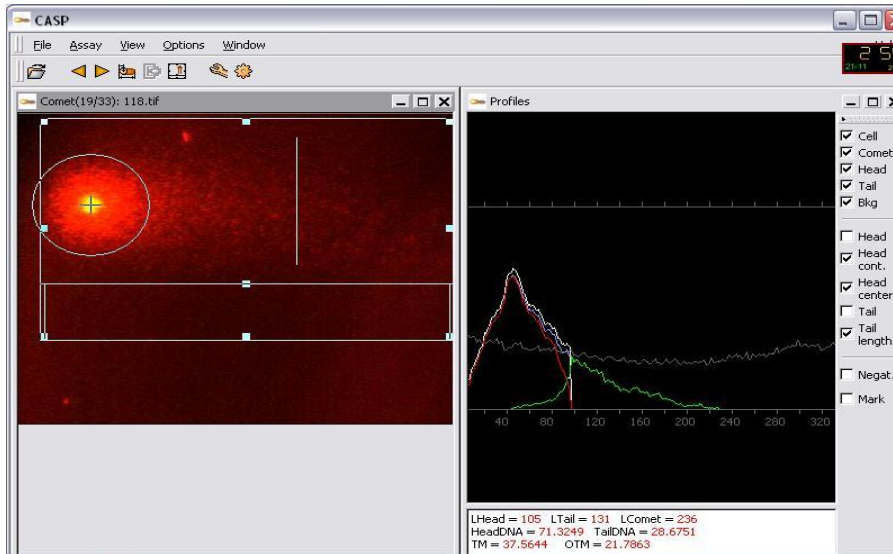 CASP
File Assay View Options Window
21-11
Comet(19/33): 118.tif
Profiles
Cell
Comet
Head
Tail
Bkg
Head
Head
cont.
Head
center
Tail
Tail
length
Negat.
Mark
40 80 120 160 200 240 280 320
LHead = 105 LTail = 131 LComet = 236
HeadDNA = 71.3249 TailDNA = 28.6751
TM = 37.5644 OTM = 21.7863